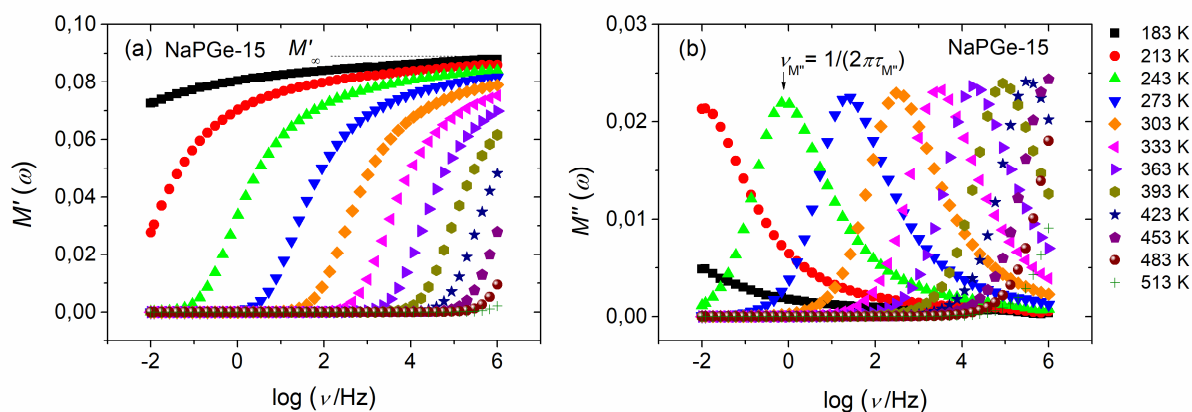 (a) NaPGe-15 M′∞
M′(ω)
0,10
0,08
0,06
0,04
0,02
0,00
-2 0 2 4 6
log (ν/Hz)
(b) NaPGe-15
ν_M″ = 1/(2πτ_M″)
M″(ω)
0,03
0,02
0,01
0,00
-2 0 2 4 6
log (ν/Hz)
183 K
213 K
243 K
273 K
303 K
333 K
363 K
393 K
423 K
453 K
483 K
513 K